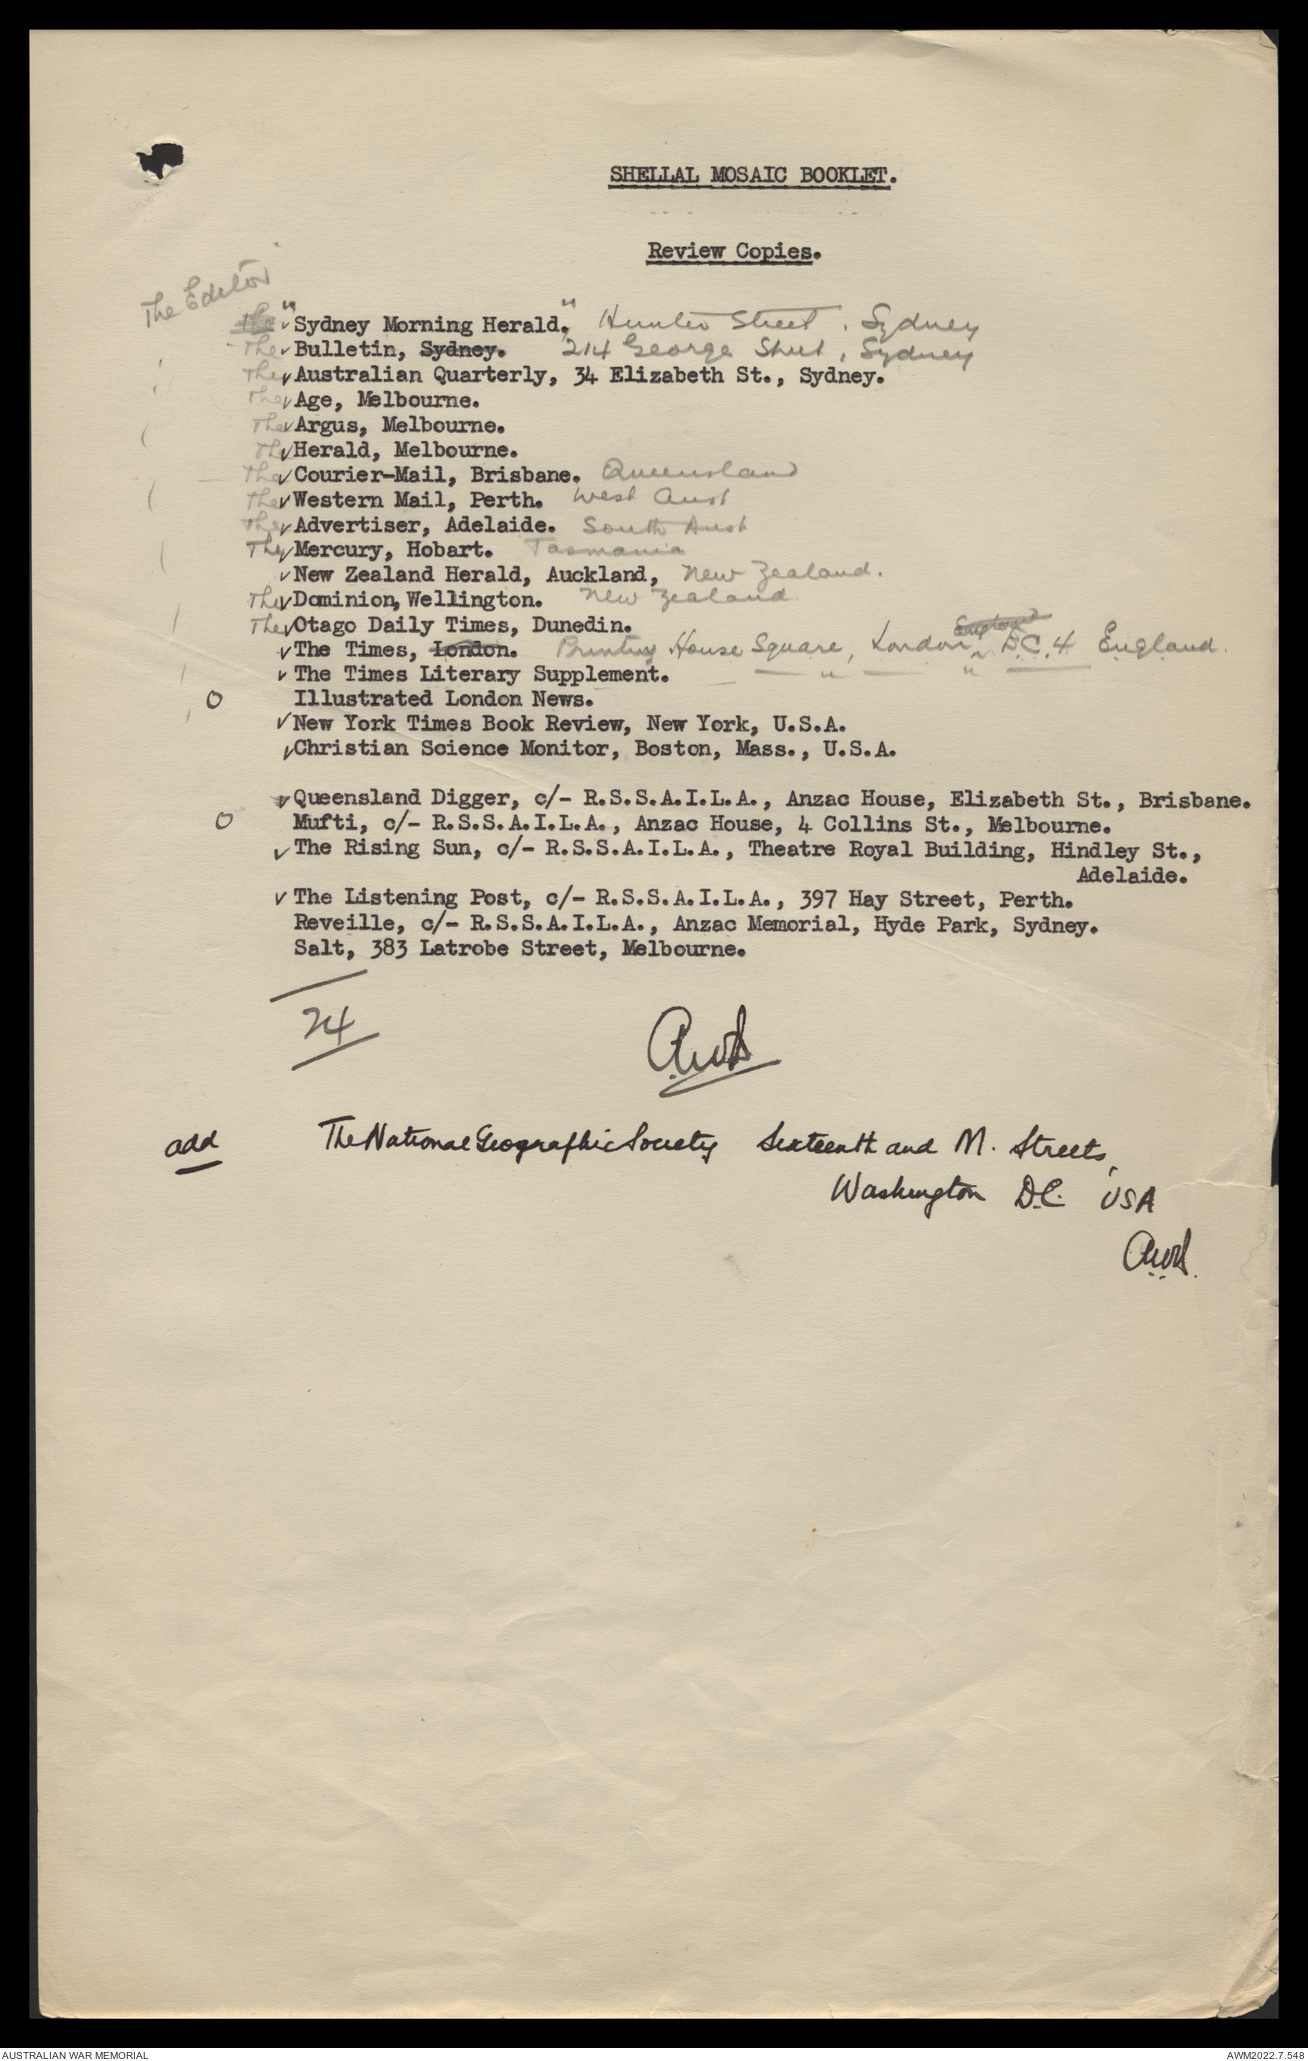 SHELLAL MOSAIC BOOKLET.
Review Copies.
The Editor
The ✓"Sydney Morning Herald." Hunter Street, Sydney
The ✓Bulletin, Sydney. 214 George Street, Sydney
The ✓Australian Quarterly, 34 Elizabeth St., Sydney.
The ✓Age, Melbourne.
The ✓Argus, Melbourne.
The ✓Herald, Melbourne.
The ✓Courier-Mail, Brisbane. Queensland
The ✓Western Mail, Perth. West Aust
The ✓Advertiser, Adelaide. South Aust
The ✓Mercury, Hobart. Tasmania
✓New Zealand Herald, Auckland, New Zealand.
The ✓Dominion, Wellington. New Zealand
The ✓Otago Daily Times, Dunedin.
✓The Times, London. Printing House Square, London England D.C. 4 England.
✓The Times Literary Supplement. " "
O Illustrated London News.
✓New York Times Book Review, New York, U.S.A.
✓Christian Science Monitor, Boston, Mass., U.S.A.
✓Queensland Digger, c/- R.S.S.A.I.L.A., Anzac House, Elizabeth St., Brisbane.
O Mufti, c/- R.S.S.A.I.L.A., Anzac House, 4 Collins St., Melbourne.
✓The Rising Sun, c/- R.S.S.A.I.L.A., Theatre Royal Building, Hindley St.,
Adelaide.
✓The Listening Post, c/- R.S.S.A.I.L.A., 397 Hay Street, Perth.
Reveille, c/- R.S.S.A.I.L.A., Anzac Memorial, Hyde Park, Sydney.
Salt, 383 Latrobe Street, Melbourne.
24
add The National Geographic Society Sixteenth and M. Streets,
Washington D.C. USA
AUSTRALIAN WAR MEMORIAL
AWM2022.7.548